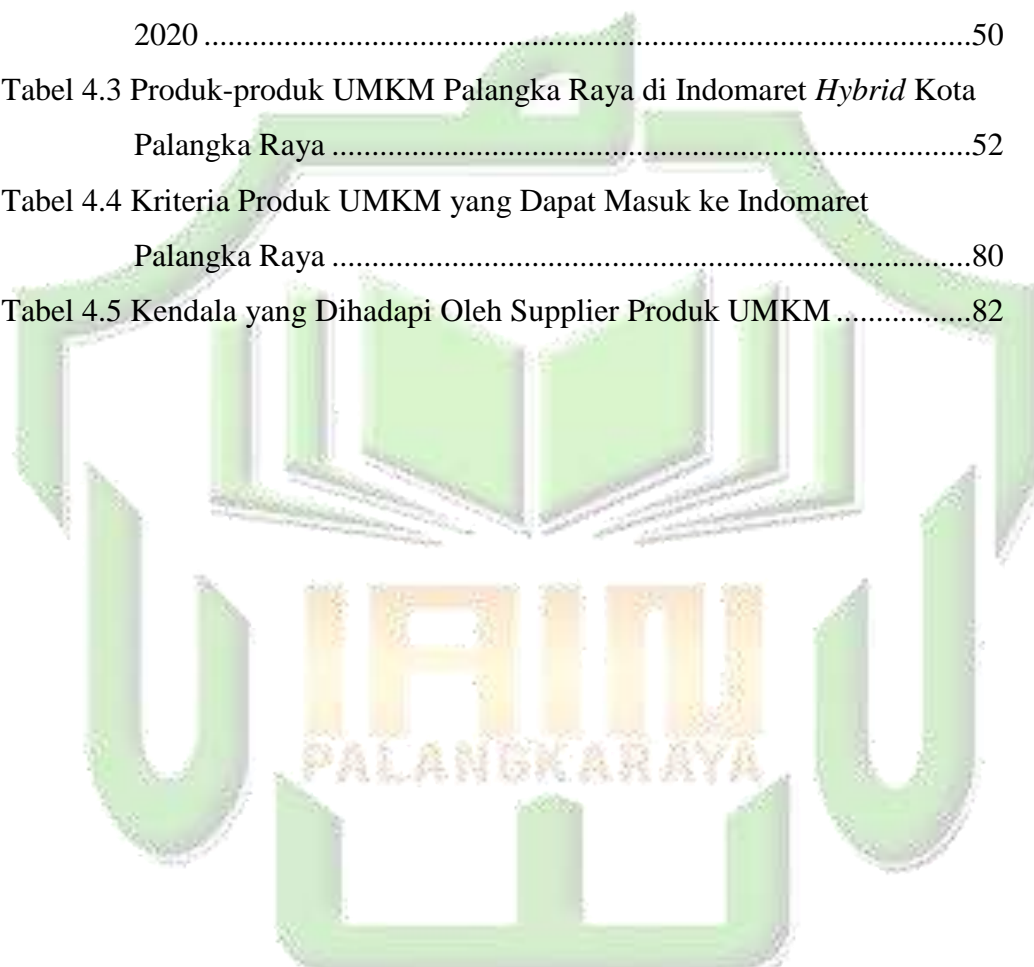 2020 ................................................................................................50
Tabel 4.3 Produk-produk UMKM Palangka Raya di Indomaret Hybrid Kota
Palangka Raya ................................................................................52
Tabel 4.4 Kriteria Produk UMKM yang Dapat Masuk ke Indomaret
Palangka Raya ................................................................................80
Tabel 4.5 Kendala yang Dihadapi Oleh Supplier Produk UMKM .................82
IAIN
PALANGKARAYA